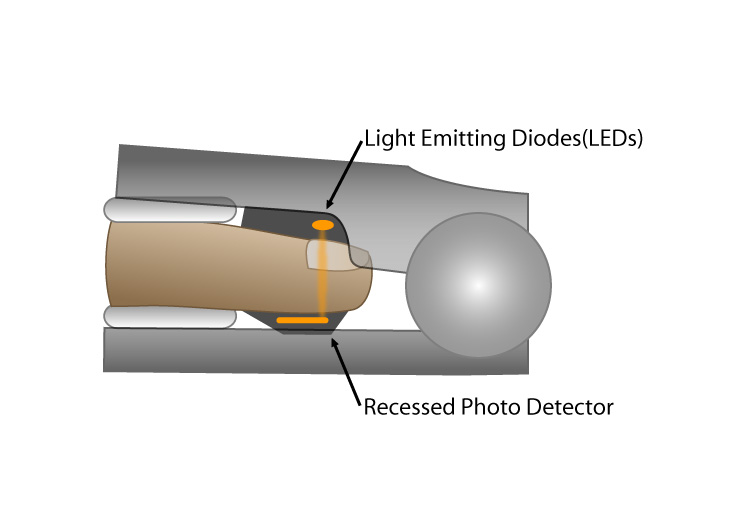 Light Emitting Diodes(LEDs)
Recessed Photo Detector